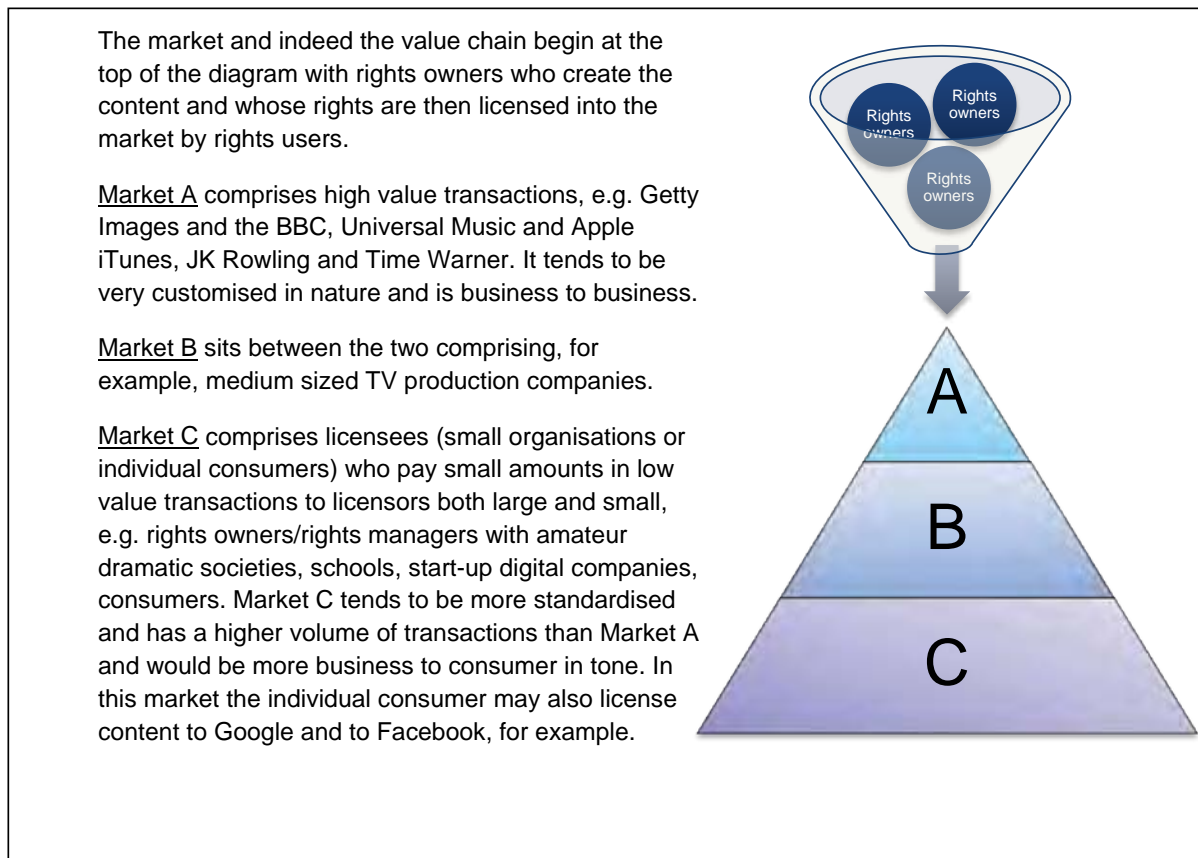 The market and indeed the value chain begin at the
top of the diagram with rights owners who create the
content and whose rights are then licensed into the
market by rights users.
Market A comprises high value transactions, e.g. Getty
Images and the BBC, Universal Music and Apple
iTunes, JK Rowling and Time Warner. It tends to be
very customised in nature and is business to business.
Market B sits between the two comprising, for
example, medium sized TV production companies.
Market C comprises licensees (small organisations or
individual consumers) who pay small amounts in low
value transactions to licensors both large and small,
e.g. rights owners/rights managers with amateur
dramatic societies, schools, start-up digital companies,
consumers. Market C tends to be more standardised
and has a higher volume of transactions than Market A
and would be more business to consumer in tone. In
this market the individual consumer may also license
content to Google and to Facebook, for example.
Rights
owners
Rights
owners
Rights
owners
A
B
C